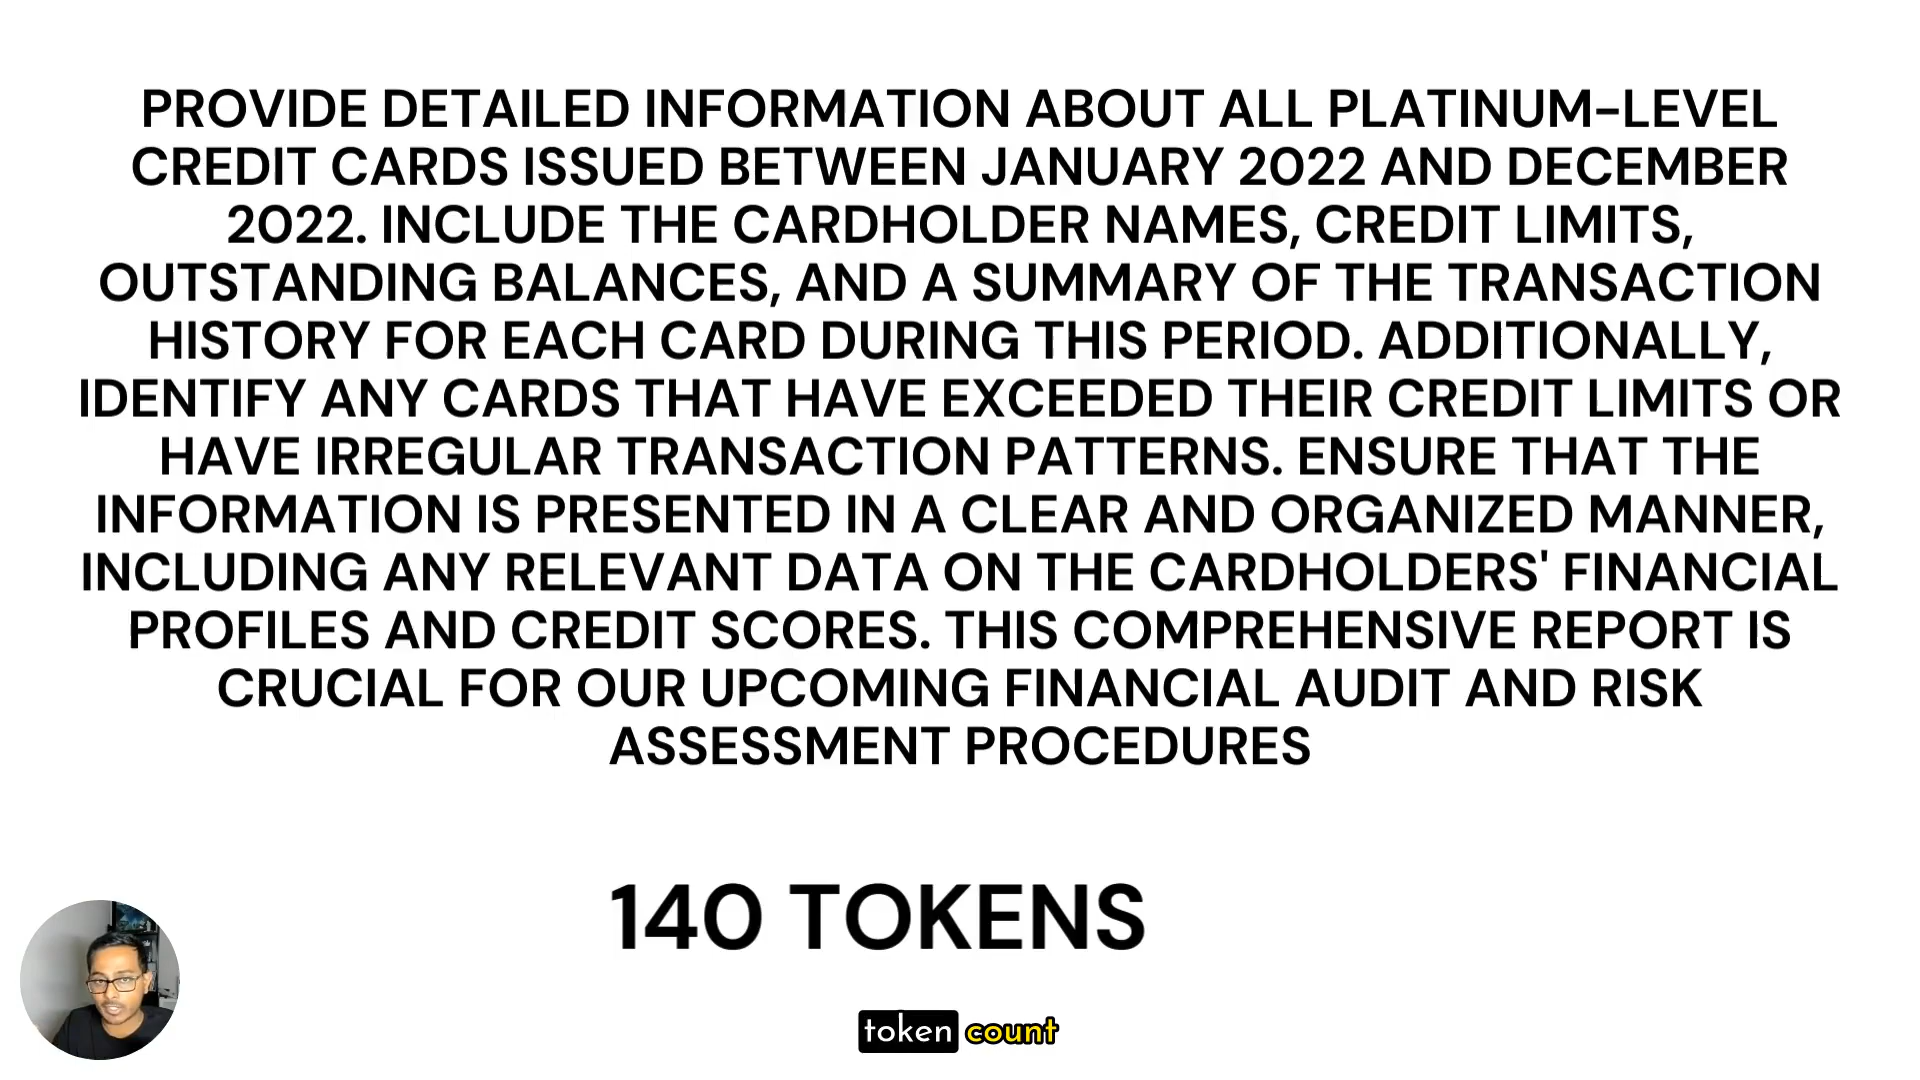 PROVIDE DETAILED INFORMATION ABOUT ALL PLATINUM-LEVEL
CREDIT CARDS ISSUED BETWEEN JANUARY 2022 AND DECEMBER
2022. INCLUDE THE CARDHOLDER NAMES, CREDIT LIMITS,
OUTSTANDING BALANCES, AND A SUMMARY OF THE TRANSACTION
HISTORY FOR EACH CARD DURING THIS PERIOD. ADDITIONALLY,
IDENTIFY ANY CARDS THAT HAVE EXCEEDED THEIR CREDIT LIMITS OR
HAVE IRREGULAR TRANSACTION PATTERNS. ENSURE THAT THE
INFORMATION IS PRESENTED IN A CLEAR AND ORGANIZED MANNER,
INCLUDING ANY RELEVANT DATA ON THE CARDHOLDERS' FINANCIAL
PROFILES AND CREDIT SCORES. THIS COMPREHENSIVE REPORT IS
CRUCIAL FOR OUR UPCOMING FINANCIAL AUDIT AND RISK
ASSESSMENT PROCEDURES
140 TOKENS
token count